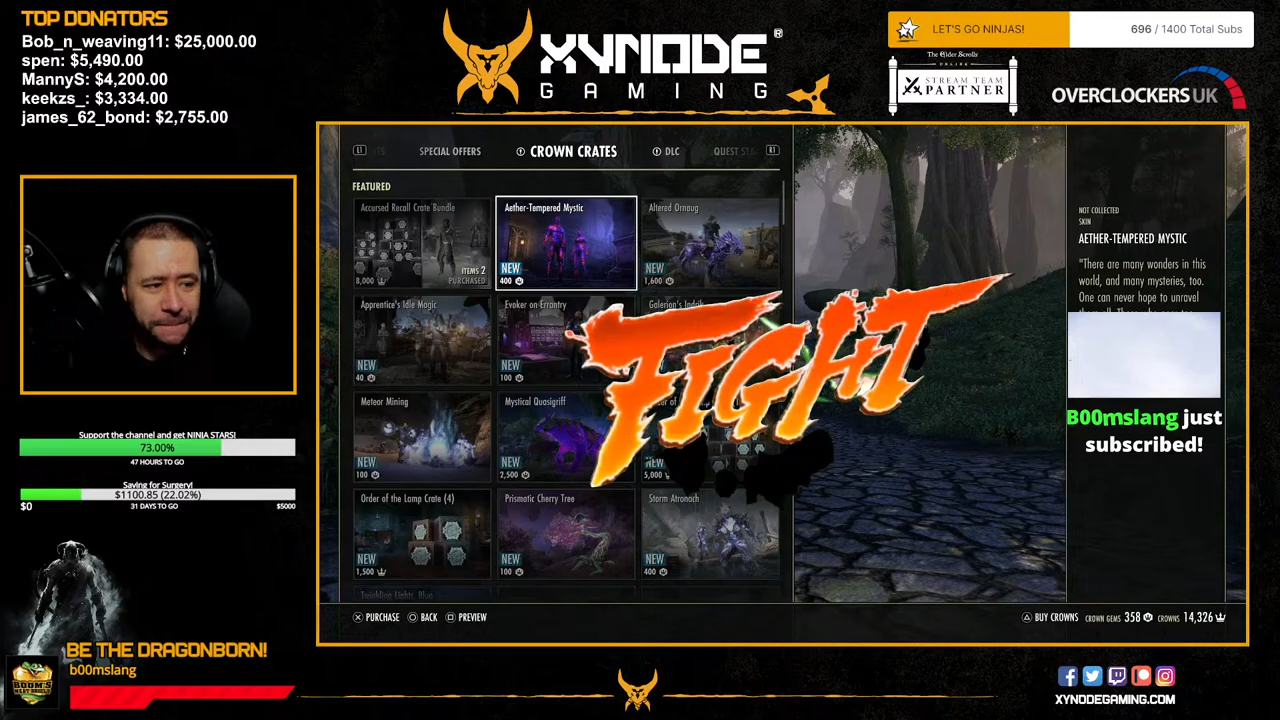 TOP DONATORS
Bob_n_weaving11: $25,000.00
spen: $5,490.00
MannyS: $4,200.00
keekzs_: $3,334.00
james_62_bond: $2,755.00
XYNODE®
GAMING
LET'S GO NINJAS!
696 / 1400 Total Subs
The Elder Scrolls
ONLINE
STREAM TEAM
PARTNER
OVERCLOCKERS UK
L1
SPECIAL OFFERS
CROWN CRATES
DLC
QUEST STA
R1
FEATURED
Accursed Recall Crate Bundle
ITEMS 2
8,000
PURCHASED
Aether-Tempered Mystic
NEW
400
Altered Ornaug
1,600
Apprentice's Idle Magic
NEW
40
Evoker on Errantry
NEW
100
Galerion's
FIGHT
Meteor Mining
NEW
100
Mystical Quasigriff
NEW
2,500
NEW
5,000
Order of the Lamp Crate (4)
NEW
1,500
Prismatic Cherry Tree
NEW
100
Storm Atronach
NEW
400
Twinkling Lights, Blue
NOT COLLECTED
SKIN
AETHER-TEMPERED MYSTIC
"There are many wonders in this
world, and many mysteries, too.
One can never hope to unravel
B00mslang just
subscribed!
PURCHASE
BACK
PREVIEW
BUY CROWNS
CROWN GEMS 358
CROWNS 14,326
Support the channel and get NINJA STARS!
73.00%
47 HOURS TO GO
Saving for Surgery!
$1100.85 (22.02%)
$0
31 DAYS TO GO
$5000
BE THE DRAGONBORN!
b00mslang
BOOM'S
XYNODEGAMING.COM